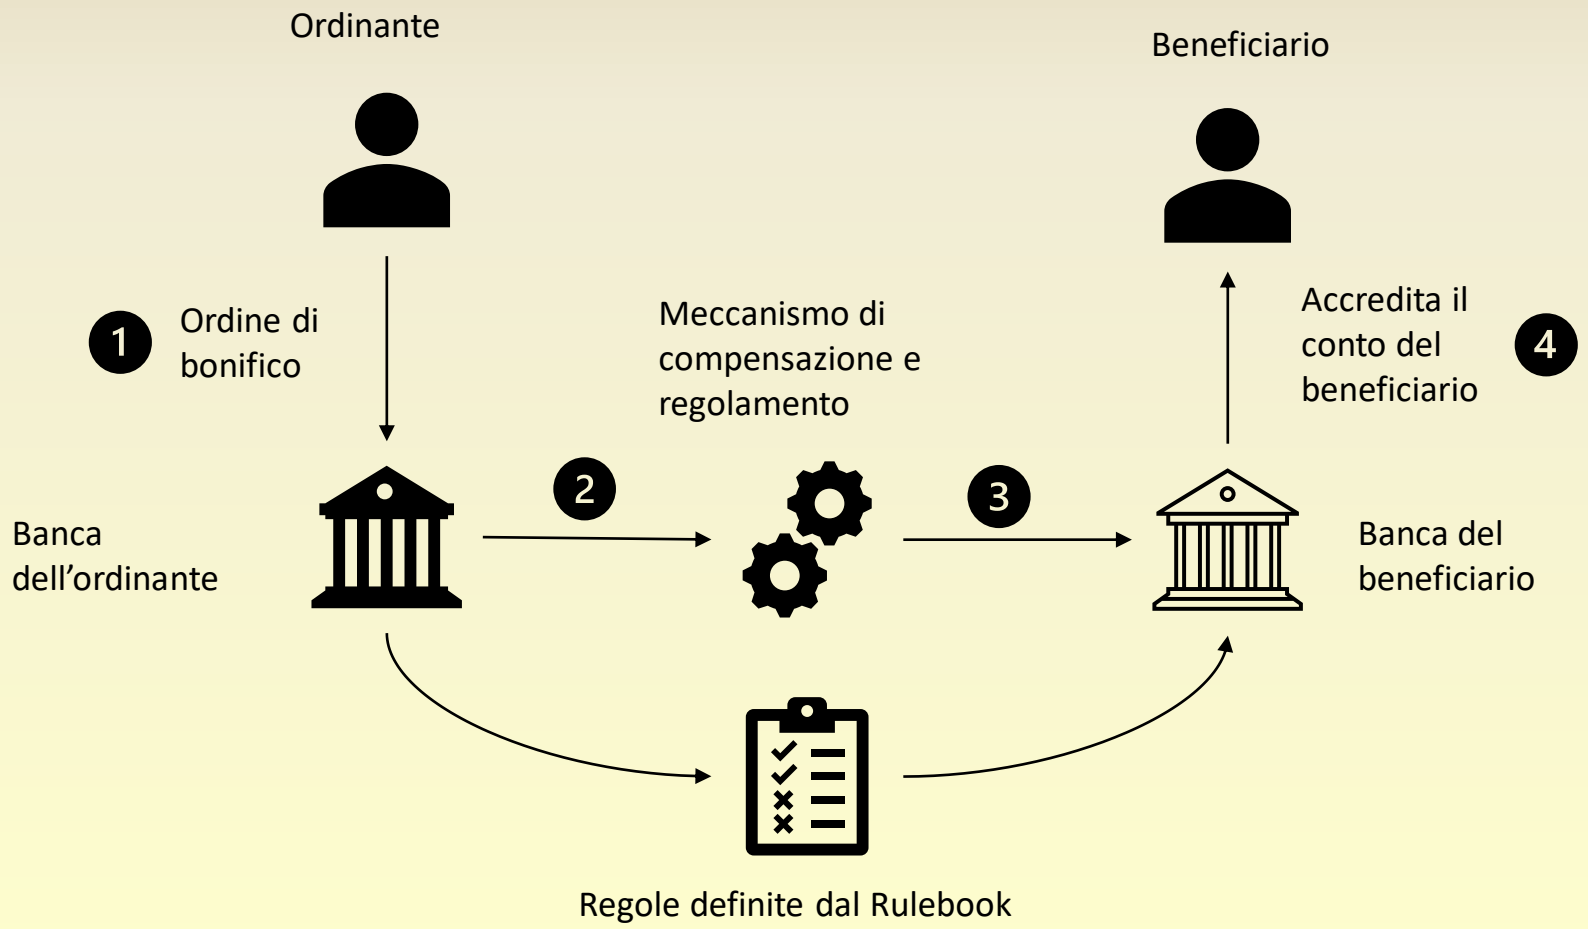 Ordinante
Beneficiario
1
Ordine di
bonifico
Meccanismo di
compensazione e
regolamento
Accredita il
conto del
beneficiario
4
2
3
Banca
dell’ordinante
Banca del
beneficiario
Regole definite dal Rulebook